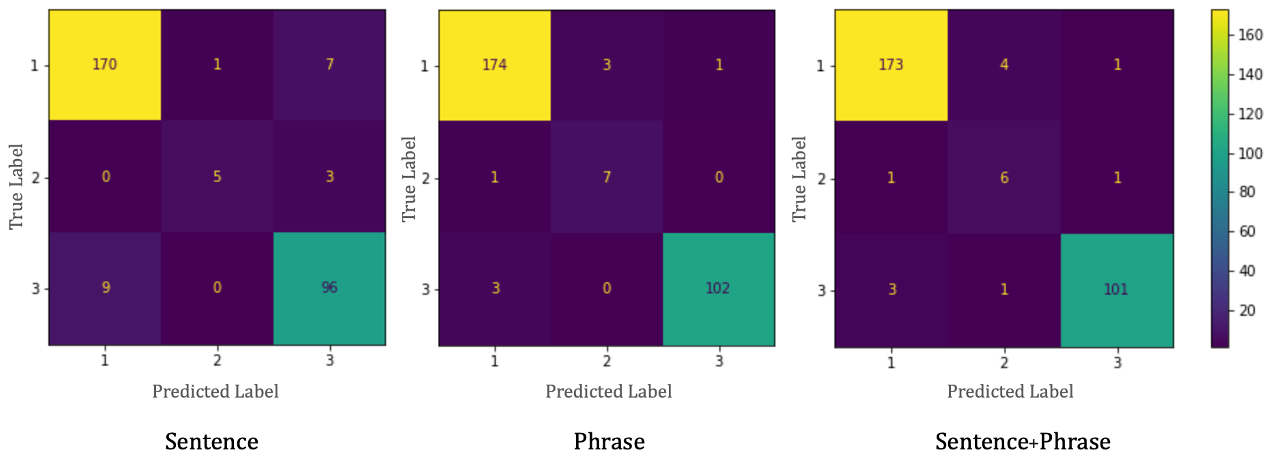 170 1 7
0 5 3
9 0 96
1
2
3
1 2 3
True Label
Predicted Label
Sentence
174 3 1
1 7 0
3 0 102
1
2
3
1 2 3
True Label
Predicted Label
Phrase
173 4 1
1 6 1
3 1 101
1
2
3
1 2 3
True Label
Predicted Label
Sentence+Phrase
160
140
120
100
80
60
40
20